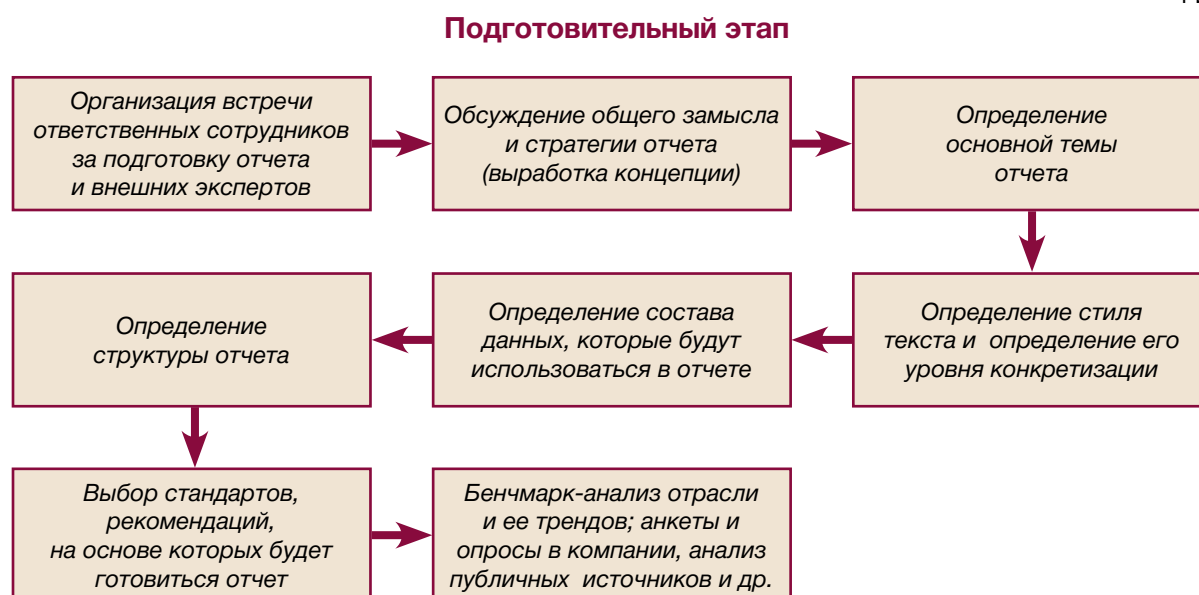 Подготовительный этап
Организация встречи
ответственных сотрудников
за подготовку отчета
и внешних экспертов
Обсуждение общего замысла
и стратегии отчета
(выработка концепции)
Определение
основной темы
отчета
Определение стиля
текста и определение его
уровня конкретизации
Определение состава
данных, которые будут
использоваться в отчете
Определение
структуры отчета
Выбор стандартов,
рекомендаций,
на основе которых будет
готовиться отчет
Бенчмарк-анализ отрасли
и ее трендов; анкеты и
опросы в компании, анализ
публичных источников и др.